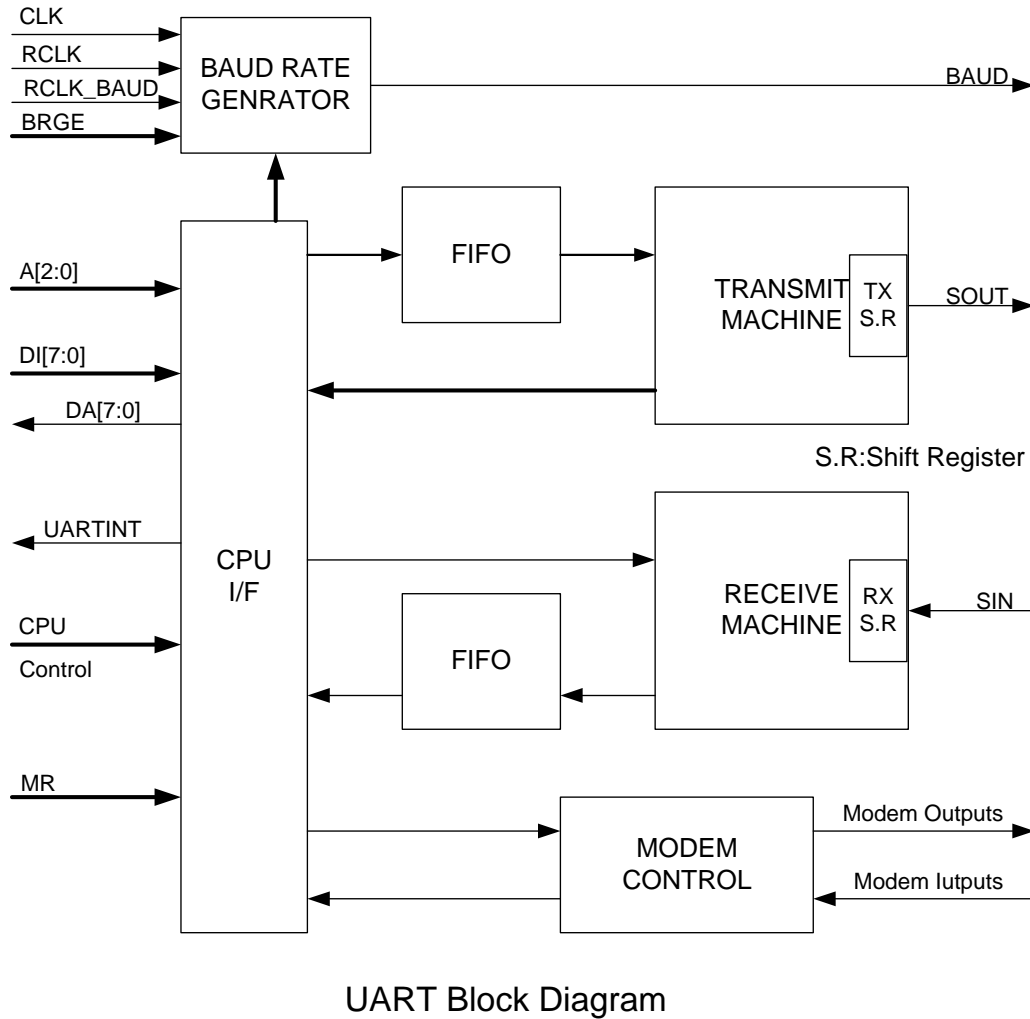 CLK
RCLK
RCLK_BAUD
BRGE
BAUD RATE
GENRATOR
BAUD
A[2:0]
DI[7:0]
DA[7:0]
UARTINT
CPU
Control
MR
CPU
I/F
FIFO
TRANSMIT
MACHINE
TX
S.R
SOUT
S.R:Shift Register
FIFO
RECEIVE
MACHINE
RX
S.R
SIN
MODEM
CONTROL
Modem Outputs
Modem Iutputs
UART Block Diagram